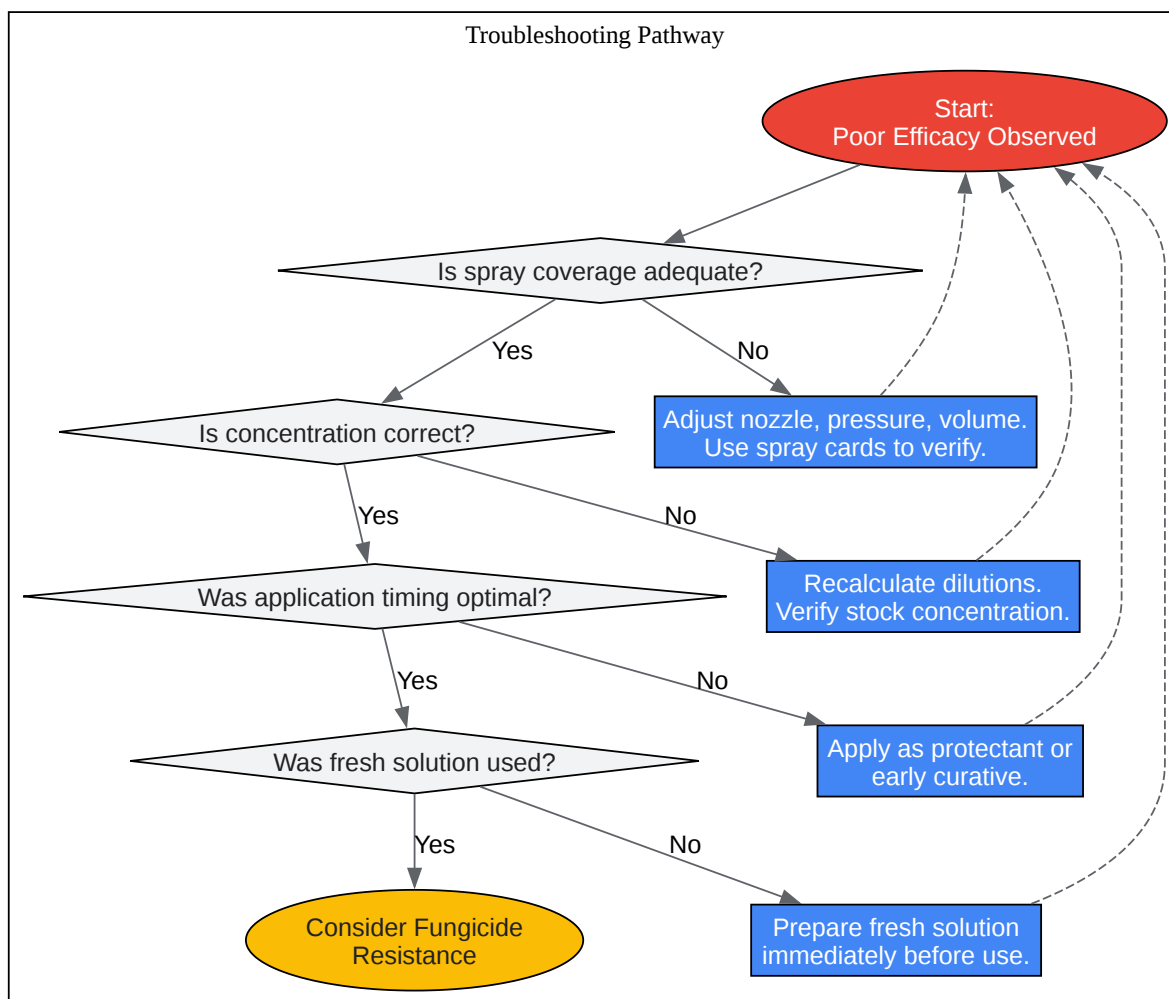 Troubleshooting Pathway
Start:
Poor Efficacy Observed
Is spray coverage adequate?
Yes
No
Adjust nozzle, pressure, volume.
Use spray cards to verify.
Is concentration correct?
Yes
No
Recalculate dilutions.
Verify stock concentration.
Was application timing optimal?
Yes
No
Apply as protectant or
early curative.
Was fresh solution used?
Yes
No
Consider Fungicide
Resistance
Prepare fresh solution
immediately before use.